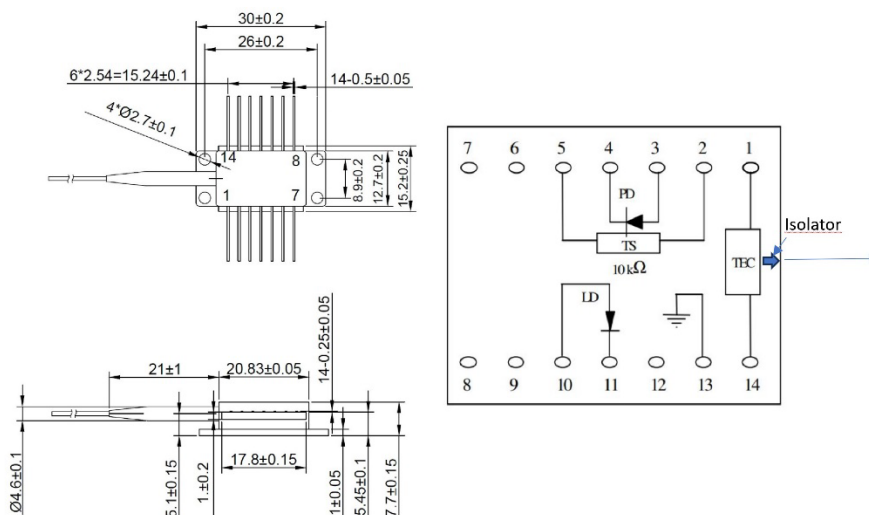 30±0.2
26±0.2
6*2.54=15.24±0.1
14-0.5±0.05
4*Ø2.7±0.1
14
8
1
7
8.9±0.2
12.7±0.2
15.2±0.25
7 6 5 4 3 2 1
PD
TS
10kΩ
TEC
Isolator
LD
8 9 10 11 12 13 14
21±1
20.83±0.05
14-0.25±0.05
Ø4.6±0.1
5.1±0.15
1.±0.2
17.8±0.15
1±0.05
5.45±0.1
7.7±0.15